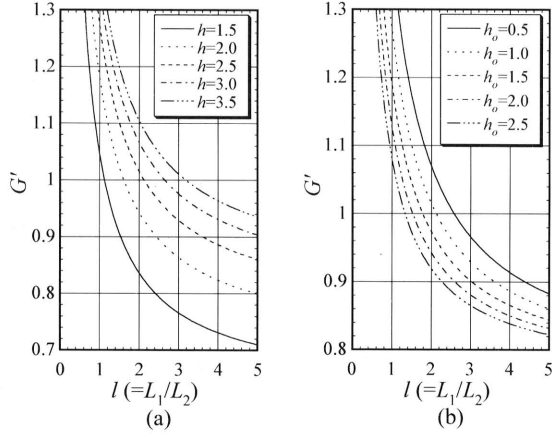 1.3
1.2
1.1
1
0.9
0.8
0.7
G′
h=1.5
h=2.0
h=2.5
h=3.0
h=3.5
0 1 2 3 4 5
l (=L₁/L₂)
(a)
1.3
1.2
1.1
1
0.9
0.8
G′
hₒ=0.5
hₒ=1.0
hₒ=1.5
hₒ=2.0
hₒ=2.5
0 1 2 3 4 5
l (=L₁/L₂)
(b)